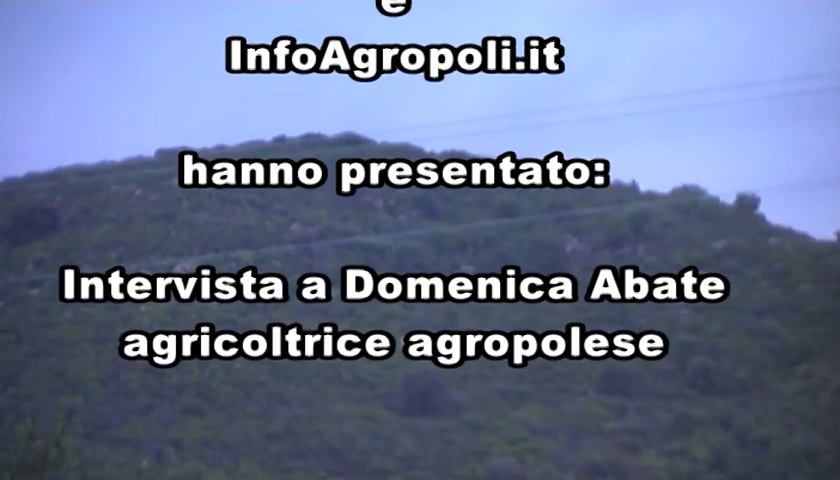 e
InfoAgropoli.it
hanno presentato:
Intervista a Domenica Abate
agricoltrice agropolese